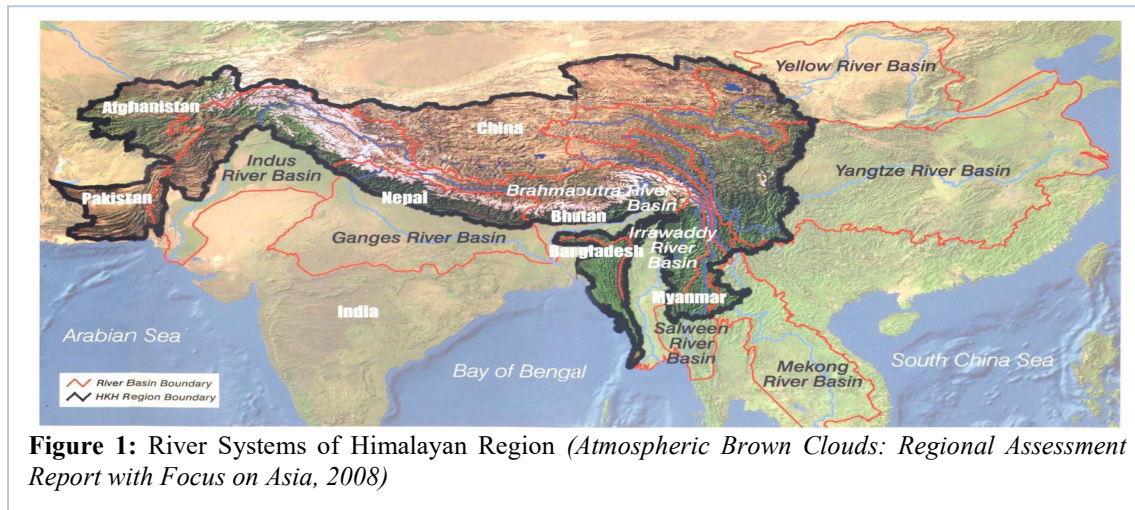 Yellow River Basin
Afghanistan
China
Indus
River Basin
Yangtze River Basin
Pakistan
Nepal
Brahmaputra River
Basin
Bhutan
Ganges River Basin
Irrawaddy
River
Basin
Bangladesh
Myanmar
India
Salween
River
Basin
Arabian Sea
Bay of Bengal
Mekong
River Basin
South China Sea
River Basin Boundary
HKH Region Boundary
Figure 1: River Systems of Himalayan Region (Atmospheric Brown Clouds: Regional Assessment
Report with Focus on Asia, 2008)